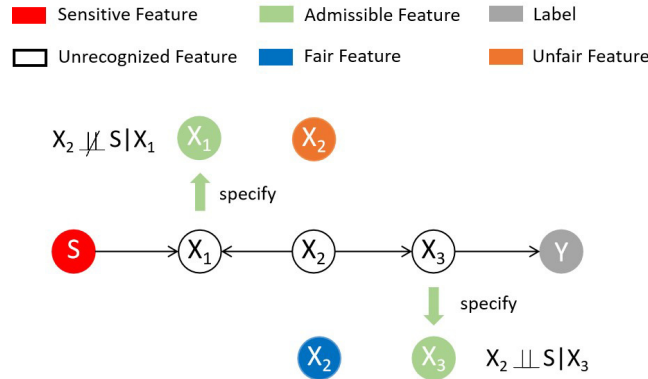 Sensitive Feature Admissible Feature Label
Unrecognized Feature Fair Feature Unfair Feature
X₂ ⫫̸ S|X₁ X₁ X₂
specify
S X₁ X₂ X₃ Y
specify
X₂ X₃ X₂ ⫫ S|X₃